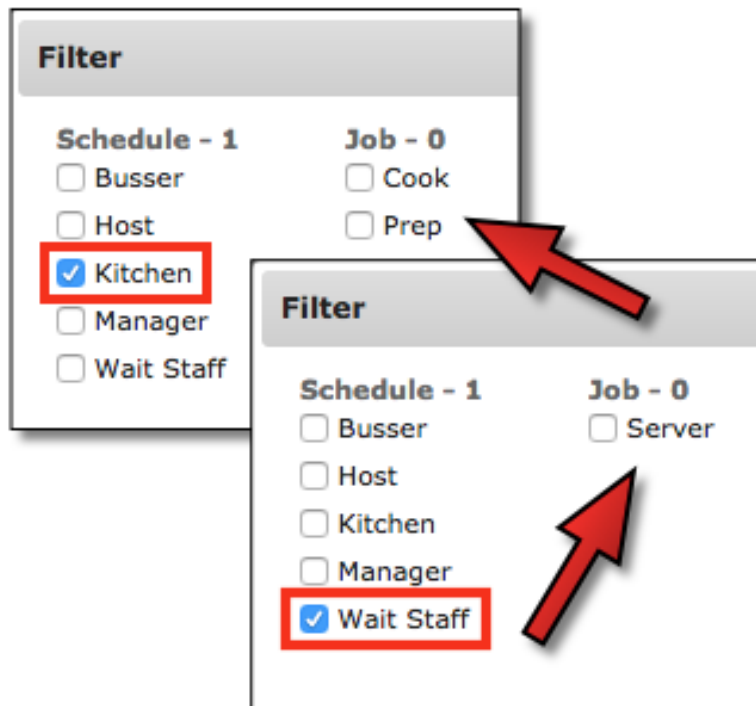 Filter
Schedule - 1 Job - 0
Busser Cook
Host Prep
Kitchen
Manager
Wait Staff
Filter
Schedule - 1 Job - 0
Busser Server
Host
Kitchen
Manager
Wait Staff